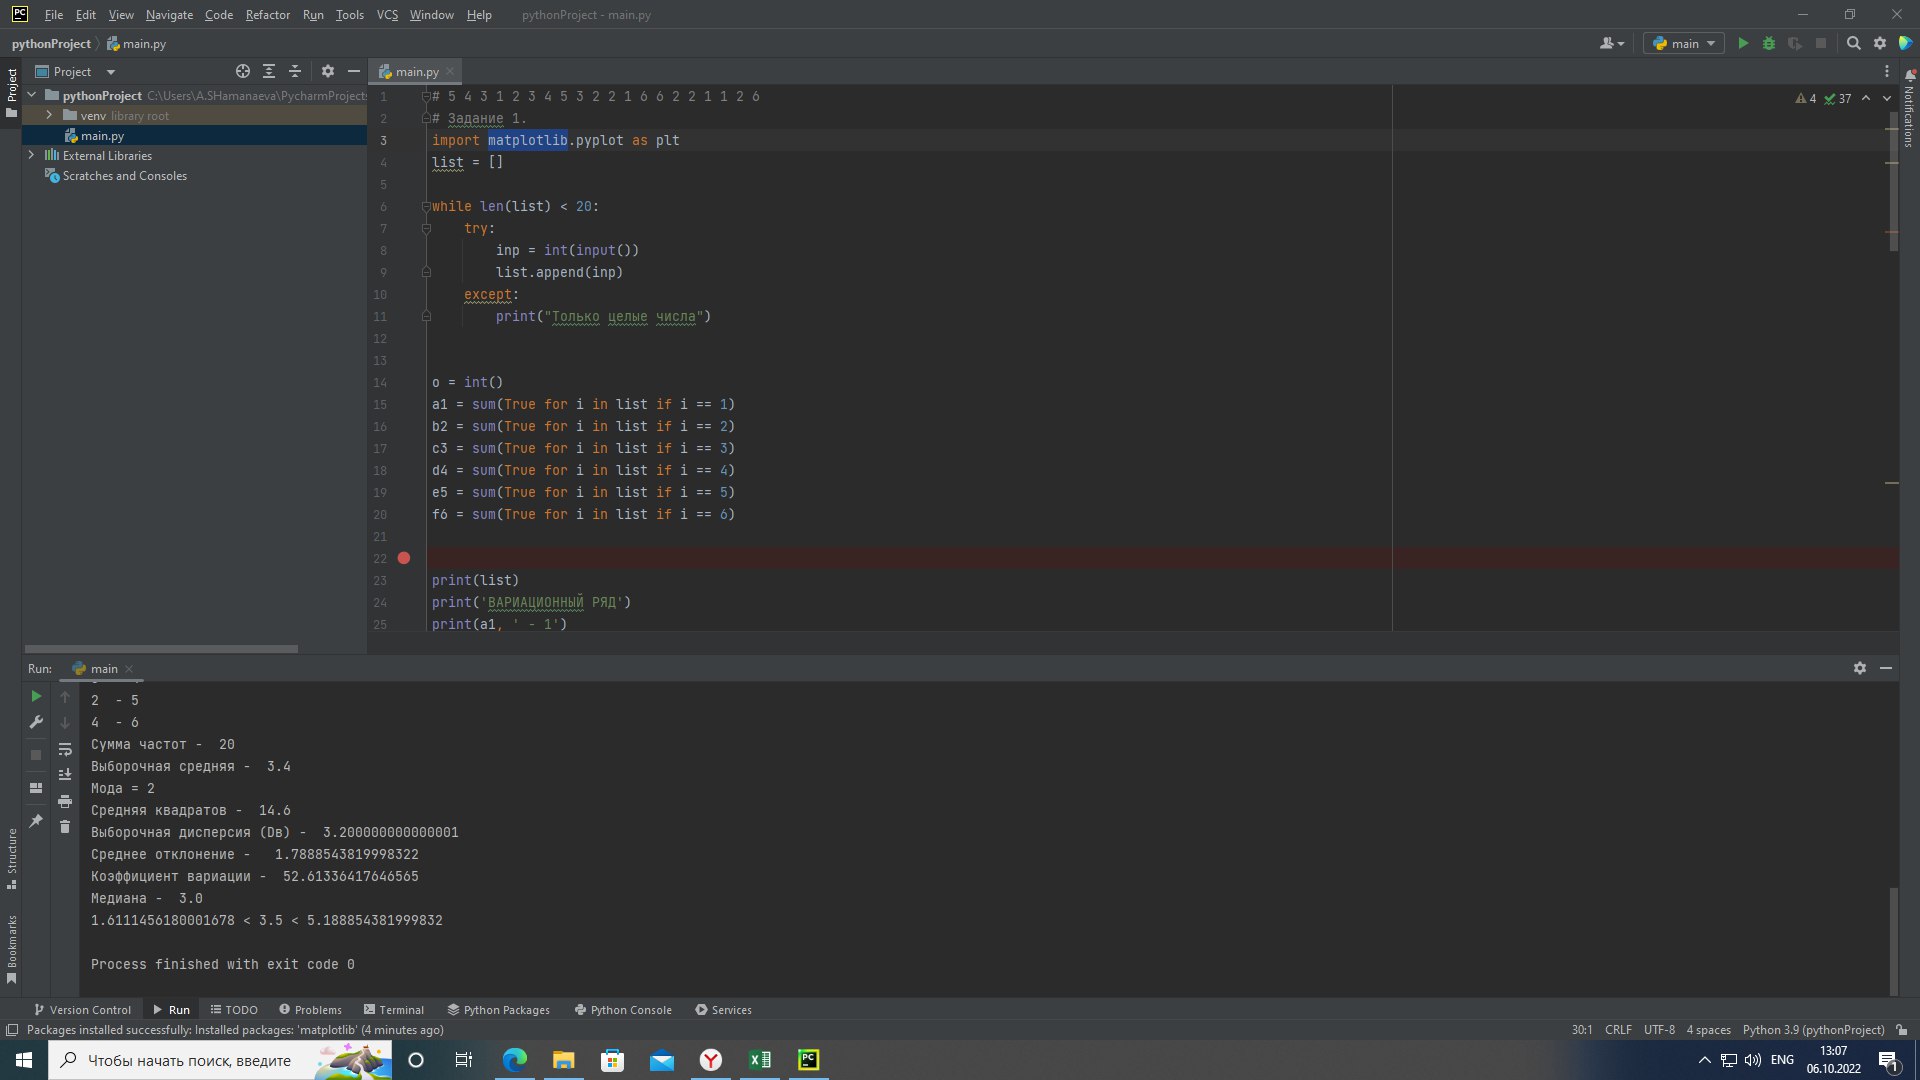 File Edit View Navigate Code Refactor Run Tools VCS Window Help pythonProject - main.py
pythonProject main.py
main
Project
main.py
pythonProject C:\Users\A.SHamanaeva\PycharmProjects
venv library root
main.py
External Libraries
Scratches and Consoles
Project
Structure
Bookmarks
Notifications
4 37
1 # 5 4 3 1 2 3 4 5 3 2 2 1 6 6 2 2 1 1 2 6
2 # Задание 1.
3 import matplotlib.pyplot as plt
4 list = []
5
6 while len(list) < 20:
7 try:
8 inp = int(input())
9 list.append(inp)
10 except:
11 print("Только целые числа")
12
13
14 o = int()
15 a1 = sum(True for i in list if i == 1)
16 b2 = sum(True for i in list if i == 2)
17 c3 = sum(True for i in list if i == 3)
18 d4 = sum(True for i in list if i == 4)
19 e5 = sum(True for i in list if i == 5)
20 f6 = sum(True for i in list if i == 6)
21
22
23 print(list)
24 print('ВАРИАЦИОННЫЙ РЯД')
25 print(a1, ' - 1')
Run: main
2 - 5
4 - 6
Сумма частот - 20
Выборочная средняя - 3.4
Мода = 2
Средняя квадратов - 14.6
Выборочная дисперсия (Dв) - 3.200000000000001
Среднее отклонение - 1.7888543819998322
Коэффициент вариации - 52.61336417646565
Медиана - 3.0
1.6111456180001678 < 3.5 < 5.188854381999832
Process finished with exit code 0
Version Control Run TODO Problems Terminal Python Packages Python Console Services
Packages installed successfully: Installed packages: 'matplotlib' (4 minutes ago)
30:1 CRLF UTF-8 4 spaces Python 3.9 (pythonProject)
Чтобы начать поиск, введите
ENG
13:07
06.10.2022
1